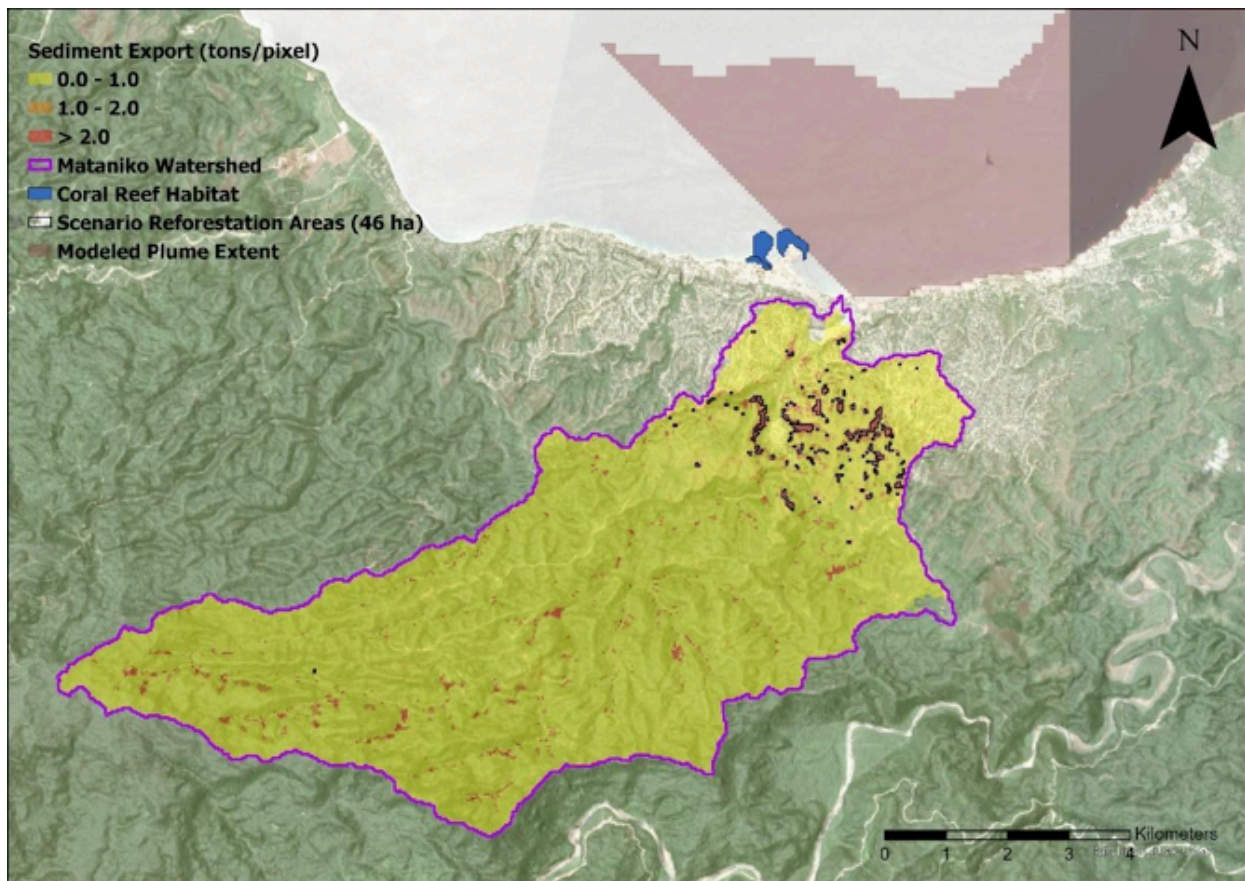 Sediment Export (tons/pixel)
0.0 - 1.0
1.0 - 2.0
> 2.0
Mataniko Watershed
Coral Reef Habitat
Scenario Reforestation Areas (46 ha)
Modeled Plume Extent
N
Kilometers
0 1 2 3 4